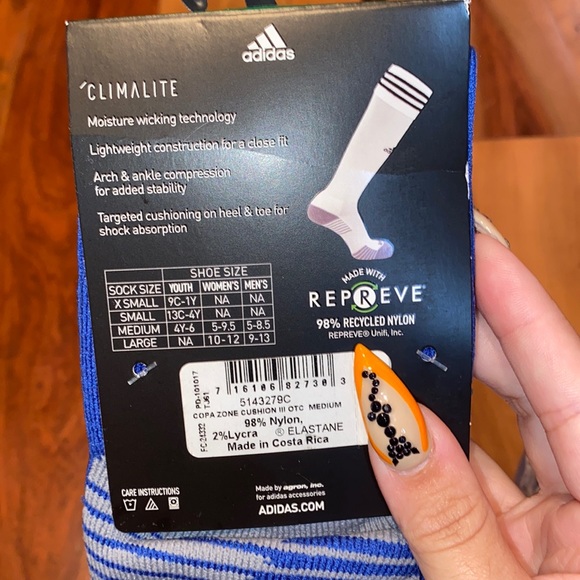 adidas
CLIMALITE
Moisture wicking technology
Lightweight construction for a close fit
Arch & ankle compression
for added stability
Targeted cushioning on heel & toe for
shock absorption
SHOE SIZE
SOCK SIZE YOUTH WOMEN'S MEN'S
X SMALL 9C-1Y NA NA
SMALL 13C-4Y NA NA
MEDIUM 4Y-6 5-9.5 5-8.5
LARGE NA 10-12 9-13
MADE WITH
REPREVE
98% RECYCLED NYLON
REPREVE® Unifi, Inc.
PO-101017
TJ61
FC-24322
7 16106 82730 3
5143279C
COPA ZONE CUSHION III OTC MEDIUM
98% Nylon,
2%Lycra ® ELASTANE
Made in Costa Rica
CARE INSTRUCTIONS
Made by agron, inc.
for adidas accessories
ADIDAS.COM